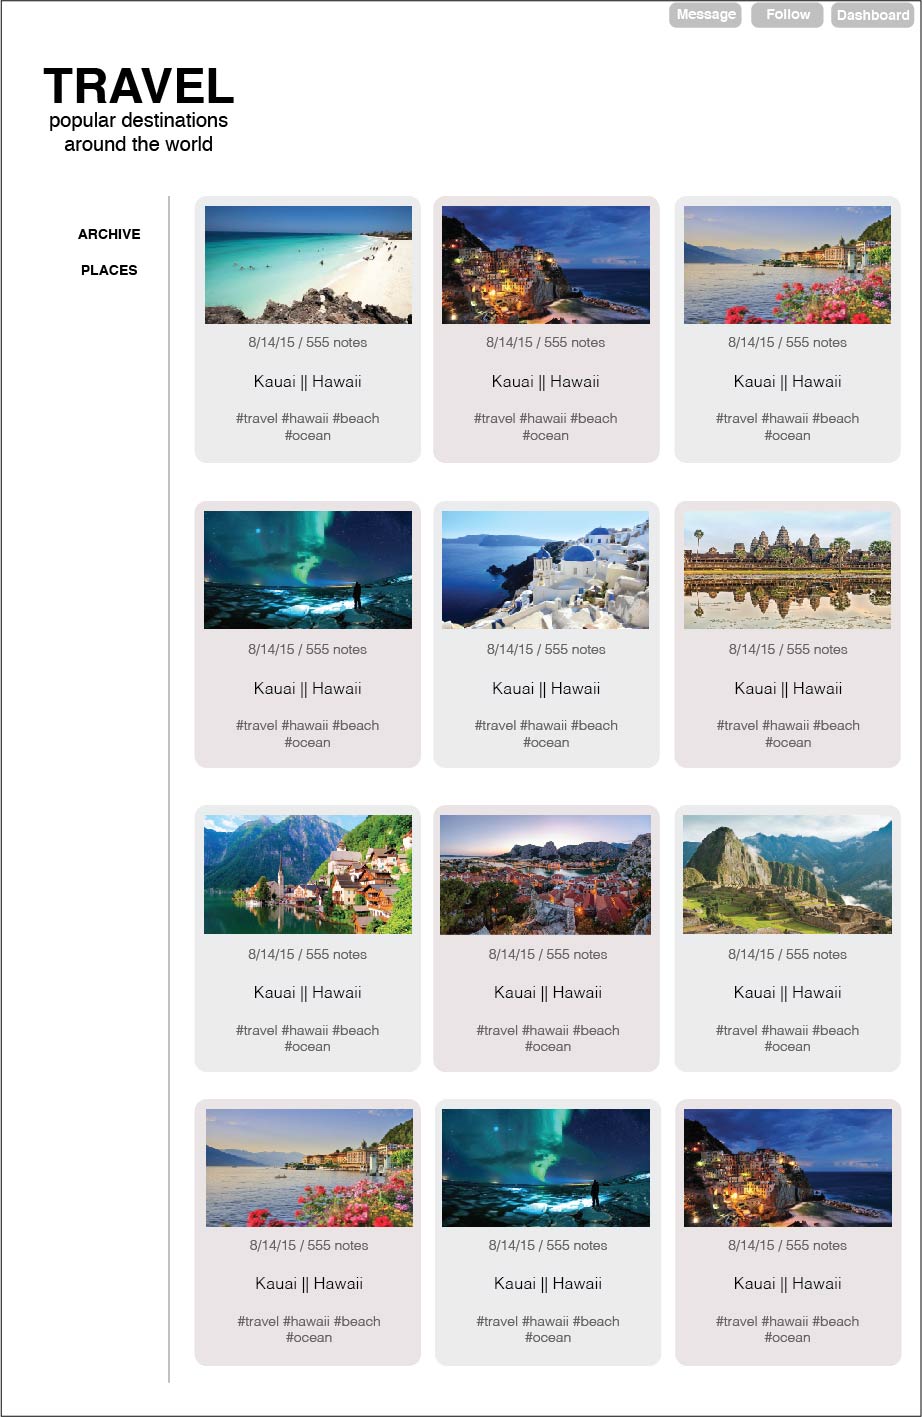 Message Follow Dashboard
TRAVEL
popular destinations
around the world
ARCHIVE
PLACES
8/14/15 / 555 notes
Kauai || Hawaii
#travel #hawaii #beach
#ocean
8/14/15 / 555 notes
Kauai || Hawaii
#travel #hawaii #beach
#ocean
8/14/15 / 555 notes
Kauai || Hawaii
#travel #hawaii #beach
#ocean
8/14/15 / 555 notes
Kauai || Hawaii
#travel #hawaii #beach
#ocean
8/14/15 / 555 notes
Kauai || Hawaii
#travel #hawaii #beach
#ocean
8/14/15 / 555 notes
Kauai || Hawaii
#travel #hawaii #beach
#ocean
8/14/15 / 555 notes
Kauai || Hawaii
#travel #hawaii #beach
#ocean
8/14/15 / 555 notes
Kauai || Hawaii
#travel #hawaii #beach
#ocean
8/14/15 / 555 notes
Kauai || Hawaii
#travel #hawaii #beach
#ocean
8/14/15 / 555 notes
Kauai || Hawaii
#travel #hawaii #beach
#ocean
8/14/15 / 555 notes
Kauai || Hawaii
#travel #hawaii #beach
#ocean
8/14/15 / 555 notes
Kauai || Hawaii
#travel #hawaii #beach
#ocean